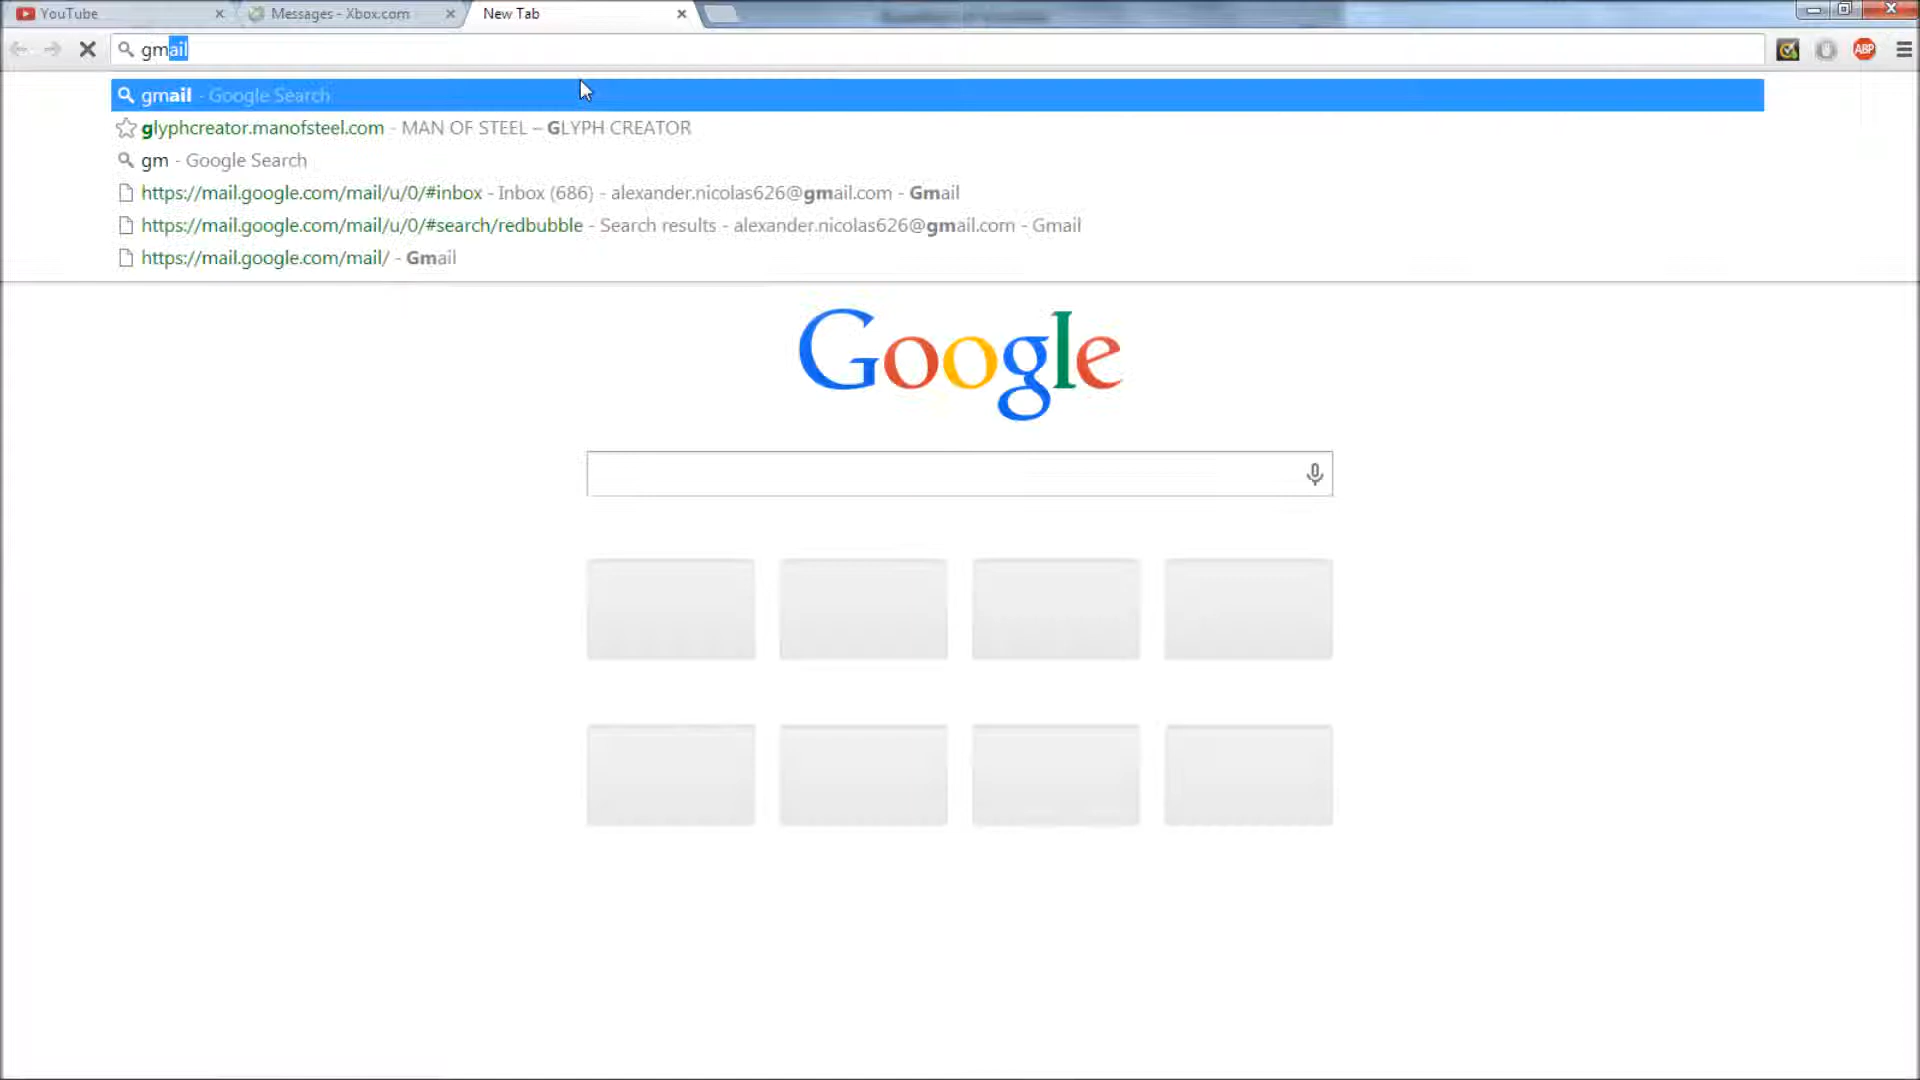 YouTube
Messages - Xbox.com
New Tab
gmail
ABP
gmail - Google Search
glyphcreator.manofsteel.com - MAN OF STEEL – GLYPH CREATOR
gm - Google Search
https://mail.google.com/mail/u/0/#inbox - Inbox (686) - alexander.nicolas626@gmail.com - Gmail
https://mail.google.com/mail/u/0/#search/redbubble - Search results - alexander.nicolas626@gmail.com - Gmail
https://mail.google.com/mail/ - Gmail
Google